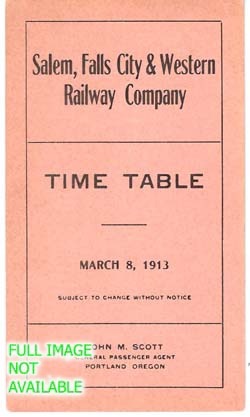 Salem, Falls City & Western
Railway Company
TIME TABLE
MARCH 8, 1913
SUBJECT TO CHANGE WITHOUT NOTICE
JOHN M. SCOTT
GENERAL PASSENGER AGENT
PORTLAND OREGON
FULL IMAGE
NOT
AVAILABLE